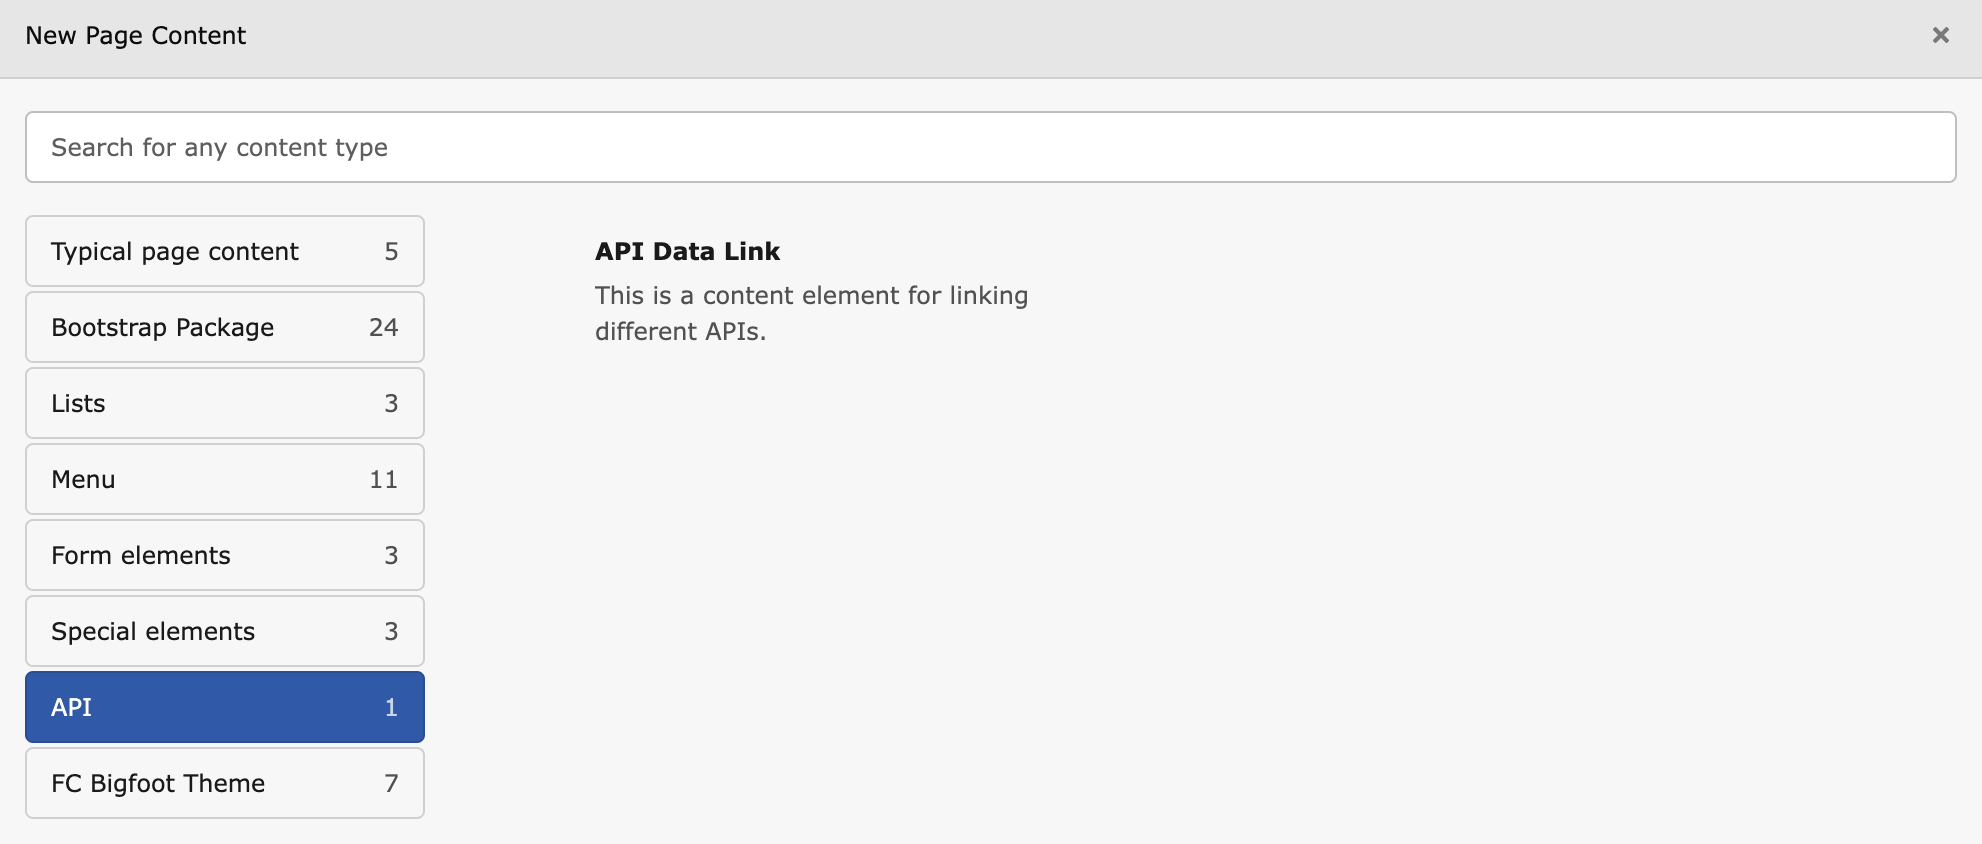 New Page Content
Search for any content type
Typical page content 5
Bootstrap Package 24
Lists 3
Menu 11
Form elements 3
Special elements 3
API 1
FC Bigfoot Theme 7
API Data Link
This is a content element for linking
different APIs.